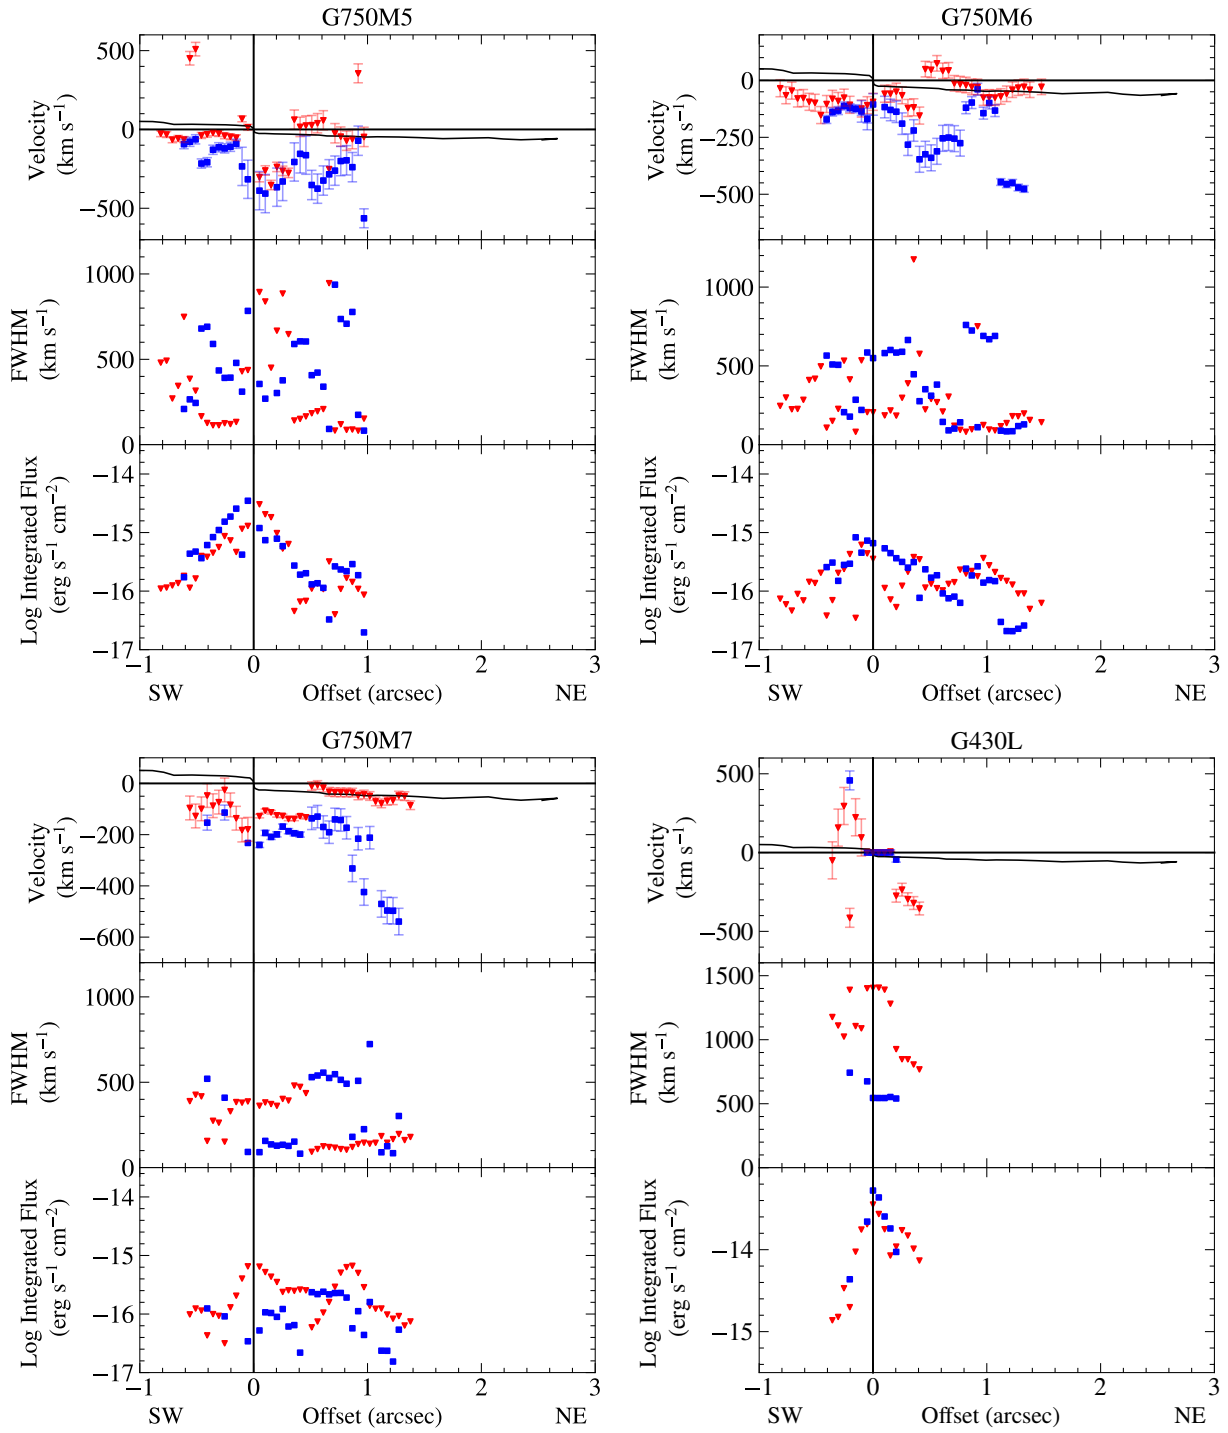 G750M5
Velocity
(km s−1)
500
0
−500
FWHM
(km s−1)
1000
500
0
Log Integrated Flux
(erg s−1 cm−2)
−14
−15
−16
−17
−1 0 1 2 3
SW Offset (arcsec) NE
G750M6
Velocity
(km s−1)
0
−250
−500
FWHM
(km s−1)
1000
500
0
Log Integrated Flux
(erg s−1 cm−2)
−14
−15
−16
−17
−1 0 1 2 3
SW Offset (arcsec) NE
G750M7
Velocity
(km s−1)
0
−200
−400
−600
FWHM
(km s−1)
1000
500
0
Log Integrated Flux
(erg s−1 cm−2)
−14
−15
−16
−17
−1 0 1 2 3
SW Offset (arcsec) NE
G430L
Velocity
(km s−1)
500
0
−500
FWHM
(km s−1)
1500
1000
500
0
Log Integrated Flux
(erg s−1 cm−2)
−14
−15
−1 0 1 2 3
SW Offset (arcsec) NE